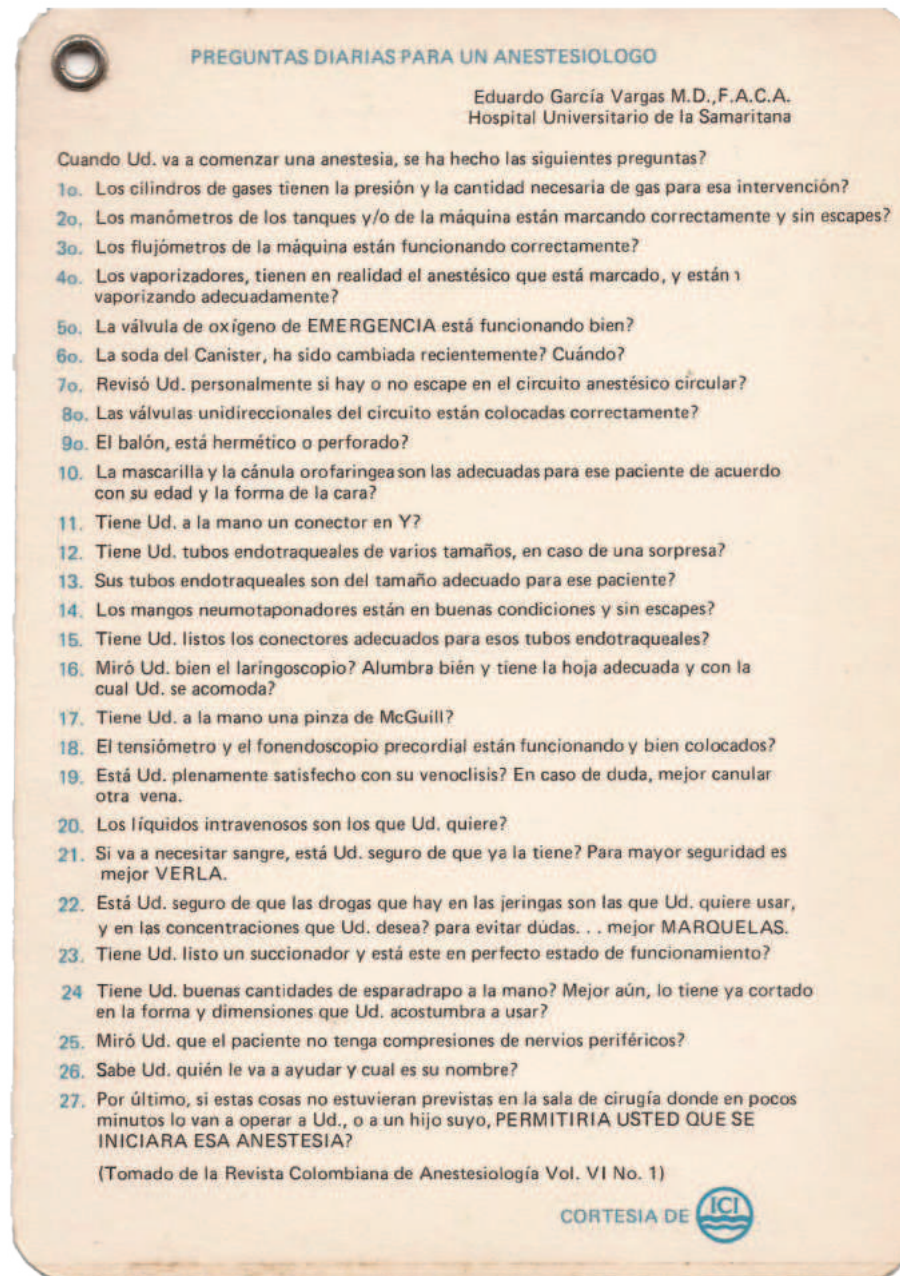 PREGUNTAS DIARIAS PARA UN ANESTESIOLOGO
Eduardo García Vargas M.D.,F.A.C.A.
Hospital Universitario de la Samaritana
Cuando Ud. va a comenzar una anestesia, se ha hecho las siguientes preguntas?
1o. Los cilindros de gases tienen la presión y la cantidad necesaria de gas para esa intervención?
2o. Los manómetros de los tanques y/o de la máquina están marcando correctamente y sin escapes?
3o. Los flujómetros de la máquina están funcionando correctamente?
4o. Los vaporizadores, tienen en realidad el anestésico que está marcado, y están
vaporizando adecuadamente?
5o. La válvula de oxígeno de EMERGENCIA está funcionando bien?
6o. La soda del Canister, ha sido cambiada recientemente? Cuándo?
7o. Revisó Ud. personalmente si hay o no escape en el circuito anestésico circular?
8o. Las válvulas unidireccionales del circuito están colocadas correctamente?
9o. El balón, está hermético o perforado?
10. La mascarilla y la cánula orofaringea son las adecuadas para ese paciente de acuerdo
con su edad y la forma de la cara?
11. Tiene Ud. a la mano un conector en Y?
12. Tiene Ud. tubos endotraqueales de varios tamaños, en caso de una sorpresa?
13. Sus tubos endotraqueales son del tamaño adecuado para ese paciente?
14. Los mangos neumotaponadores están en buenas condiciones y sin escapes?
15. Tiene Ud. listos los conectores adecuados para esos tubos endotraqueales?
16. Miró Ud. bien el laringoscopio? Alumbra bién y tiene la hoja adecuada y con la
cual Ud. se acomoda?
17. Tiene Ud. a la mano una pinza de McGuill?
18. El tensiómetro y el fonendoscopio precordial están funcionando y bien colocados?
19. Está Ud. plenamente satisfecho con su venoclisis? En caso de duda, mejor canular
otra vena.
20. Los líquidos intravenosos son los que Ud. quiere?
21. Si va a necesitar sangre, está Ud. seguro de que ya la tiene? Para mayor seguridad es
mejor VERLA.
22. Está Ud. seguro de que las drogas que hay en las jeringas son las que Ud. quiere usar,
y en las concentraciones que Ud. desea? para evitar dudas. . . mejor MARQUELAS.
23. Tiene Ud. listo un succionador y está este en perfecto estado de funcionamiento?
24 Tiene Ud. buenas cantidades de esparadrapo a la mano? Mejor aún, lo tiene ya cortado
en la forma y dimensiones que Ud. acostumbra a usar?
25. Miró Ud. que el paciente no tenga compresiones de nervios periféricos?
26. Sabe Ud. quién le va a ayudar y cual es su nombre?
27. Por último, si estas cosas no estuvieran previstas en la sala de cirugía donde en pocos
minutos lo van a operar a Ud., o a un hijo suyo, PERMITIRIA USTED QUE SE
INICIARA ESA ANESTESIA?
(Tomado de la Revista Colombiana de Anestesiología Vol. VI No. 1)
CORTESIA DE ICI